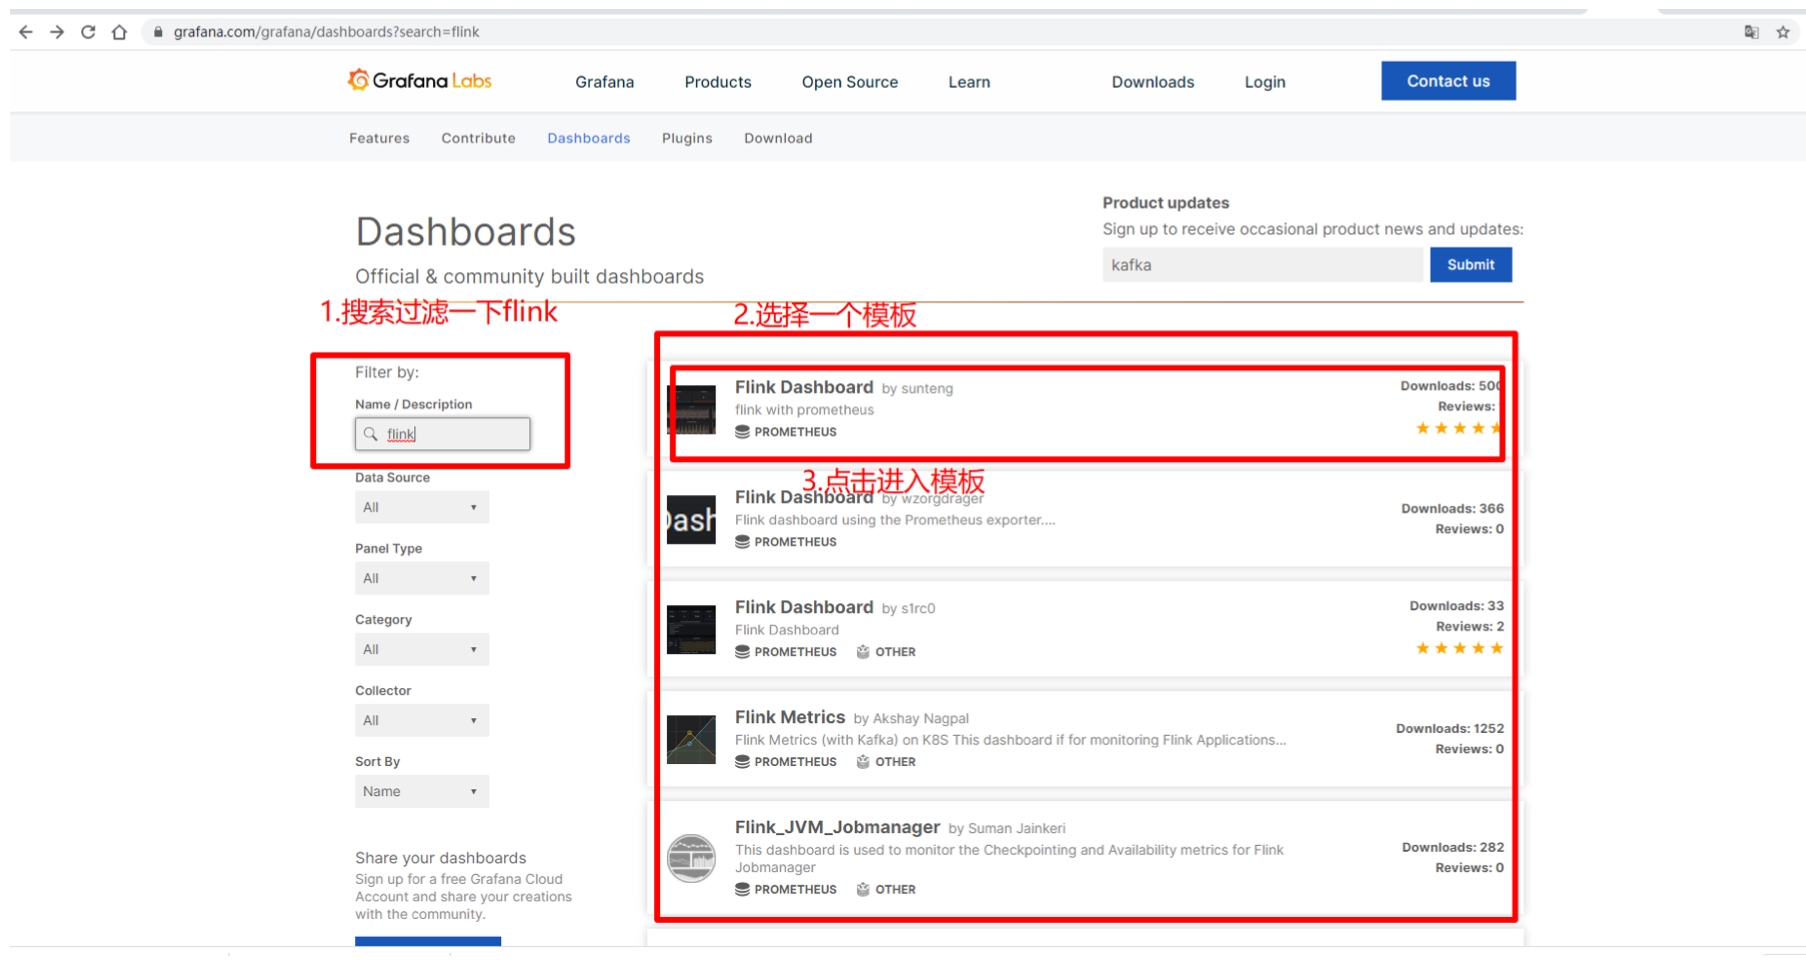 grafana.com/grafana/dashboards?search=flink
Grafana Labs
Grafana
Products
Open Source
Learn
Downloads
Login
Contact us
Features
Contribute
Dashboards
Plugins
Download
Dashboards
Official & community built dashboards
Product updates
Sign up to receive occasional product news and updates:
kafka
Submit
1.搜索过滤一下flink
2.选择一个模板
Filter by:
Name / Description
flink
Data Source
All
Panel Type
All
Category
All
Collector
All
Sort By
Name
Share your dashboards
Sign up for a free Grafana Cloud
Account and share your creations
with the community.
Flink Dashboard by sunteng
flink with prometheus
PROMETHEUS
Downloads: 500
Reviews:
3.点击进入模板
Flink Dashboard by wzorgdrager
Flink dashboard using the Prometheus exporter....
PROMETHEUS
Downloads: 366
Reviews: 0
Dash
Flink Dashboard by s1rc0
Flink Dashboard
PROMETHEUS OTHER
Downloads: 33
Reviews: 2
Flink Metrics by Akshay Nagpal
Flink Metrics (with Kafka) on K8S This dashboard if for monitoring Flink Applications...
PROMETHEUS OTHER
Downloads: 1252
Reviews: 0
Flink_JVM_Jobmanager by Suman Jainkeri
This dashboard is used to monitor the Checkpointing and Availability metrics for Flink
Jobmanager
PROMETHEUS OTHER
Downloads: 282
Reviews: 0